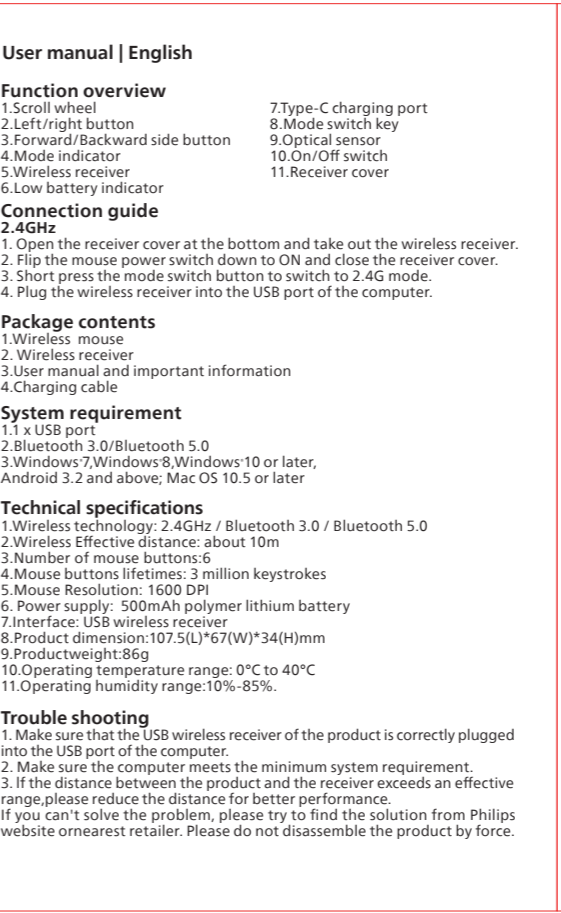 User manual | English
Function overview
1.Scroll wheel
2.Left/right button
3.Forward/Backward side button
4.Mode indicator
5.Wireless receiver
6.Low battery indicator
7.Type-C charging port
8.Mode switch key
9.Optical sensor
10.On/Off switch
11.Receiver cover
Connection guide
2.4GHz
1. Open the receiver cover at the bottom and take out the wireless receiver.
2. Flip the mouse power switch down to ON and close the receiver cover.
3. Short press the mode switch button to switch to 2.4G mode.
4. Plug the wireless receiver into the USB port of the computer.
Package contents
1.Wireless  mouse
2. Wireless receiver
3.User manual and important information
4.Charging cable
System requirement
1.1 x USB port
2.Bluetooth 3.0/Bluetooth 5.0
3.Windows®7,Windows®8,Windows®10 or later,
Android 3.2 and above; Mac OS 10.5 or later
Technical specifications
1.Wireless technology: 2.4GHz / Bluetooth 3.0 / Bluetooth 5.0
2.Wireless Effective distance: about 10m
3.Number of mouse buttons:6
4.Mouse buttons lifetimes: 3 million keystrokes
5.Mouse Resolution: 1600 DPI
6. Power supply:  500mAh polymer lithium battery
7.Interface: USB wireless receiver
8.Product dimension:107.5(L)*67(W)*34(H)mm
9.Productweight:86g
10.Operating temperature range: 0°C to 40°C
11.Operating humidity range:10%-85%.
Trouble shooting
1. Make sure that the USB wireless receiver of the product is correctly plugged
into the USB port of the computer.
2. Make sure the computer meets the minimum system requirement.
3. If the distance between the product and the receiver exceeds an effective
range,please reduce the distance for better performance.
If you can't solve the problem, please try to find the solution from Philips
website ornearest retailer. Please do not disassemble the product by force.